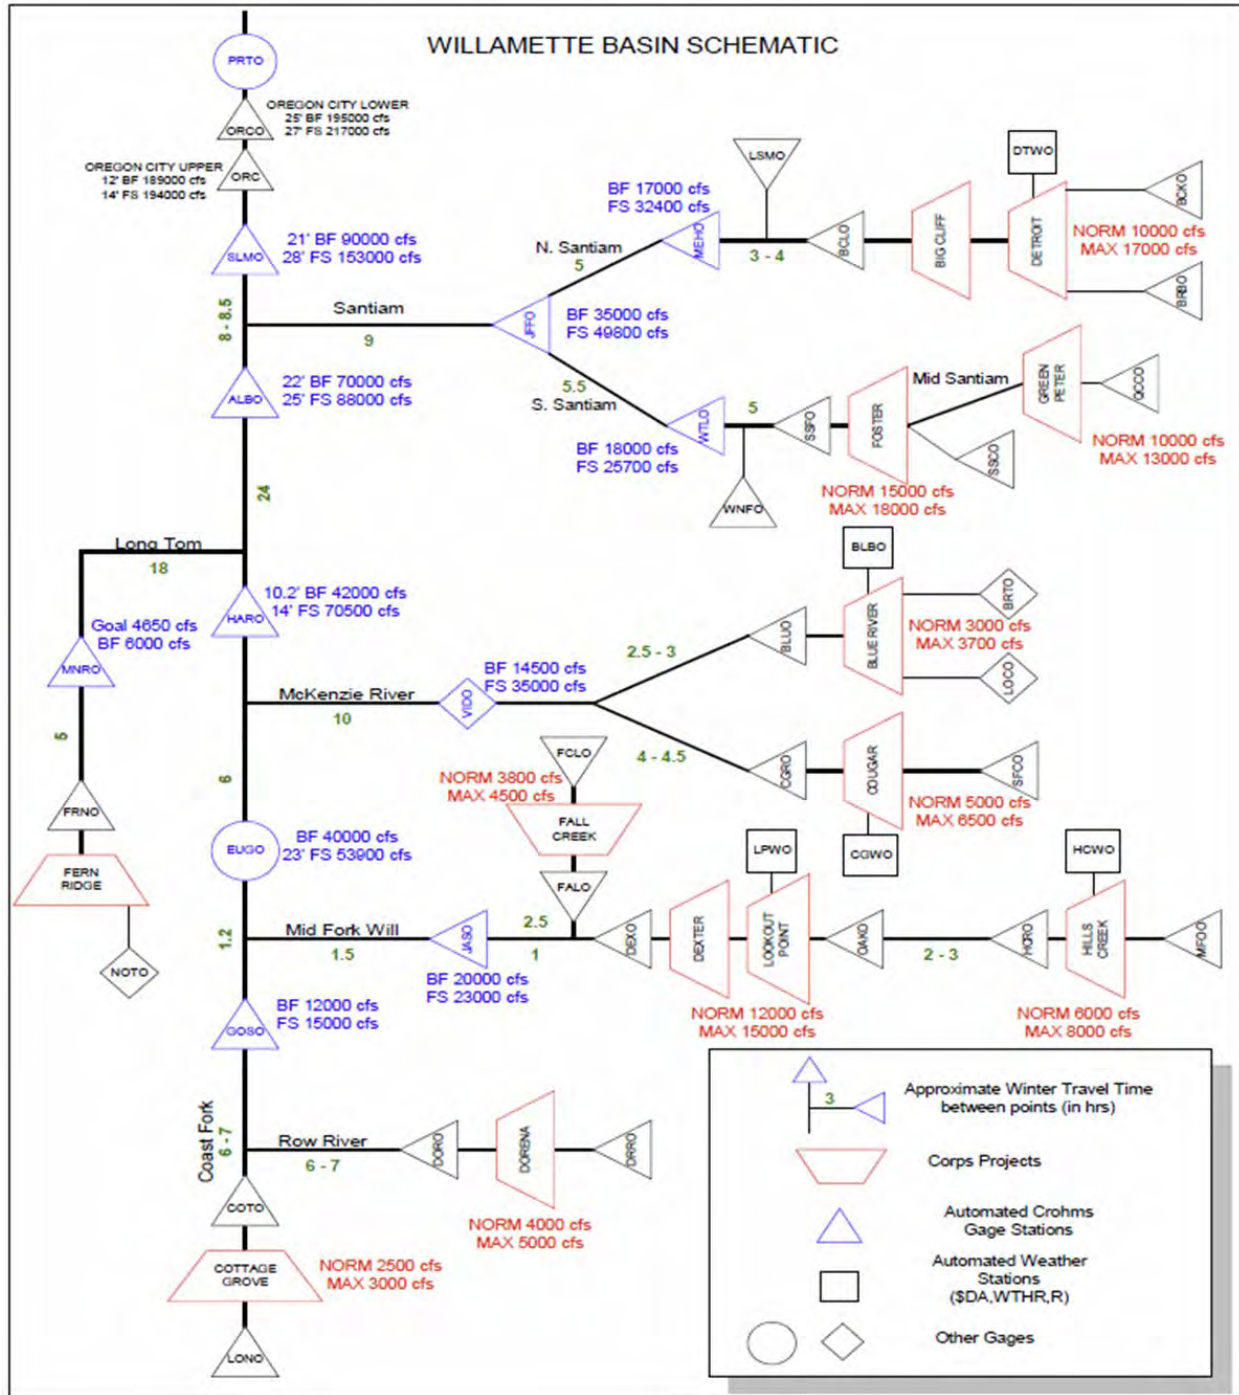 WILLAMETTE BASIN SCHEMATIC
PRTO
OREGON CITY LOWER
25' BF 195000 cfs
27' FS 217000 cfs
ORCO
OREGON CITY UPPER
12' BF 189000 cfs
14' FS 194000 cfs
ORC
SLMO
21' BF 90000 cfs
28' FS 153000 cfs
8 - 8.5
Santiam
9
JFFO
BF 35000 cfs
FS 49800 cfs
N. Santiam
5
BF 17000 cfs
FS 32400 cfs
MEHO
LSMO
3 - 4
BCLO
BIG CLIFF
DTWO
DETROIT
BCKO
NORM 10000 cfs
MAX 17000 cfs
BRBO
5.5
S. Santiam
WTLO
BF 18000 cfs
FS 25700 cfs
5
WNFO
SSFO
FOSTER
NORM 15000 cfs
MAX 18000 cfs
Mid Santiam
SSCO
GREEN
PETER
QCCO
NORM 10000 cfs
MAX 13000 cfs
ALBO
22' BF 70000 cfs
25' FS 88000 cfs
24
Long Tom
18
Goal 4650 cfs
BF 6000 cfs
MNRO
5
FRNO
FERN
RIDGE
NOTO
HARO
10.2' BF 42000 cfs
14' FS 70500 cfs
McKenzie River
10
VIDO
BF 14500 cfs
FS 35000 cfs
2.5 - 3
BLUO
BLBO
BLUE RIVER
BRTO
NORM 3000 cfs
MAX 3700 cfs
LOCO
4 - 4.5
CGRO
COUGAR
CGWO
SFCO
NORM 5000 cfs
MAX 6500 cfs
6
EUGO
BF 40000 cfs
23' FS 53900 cfs
FCLO
NORM 3800 cfs
MAX 4500 cfs
FALL
CREEK
FALO
1.2
Mid Fork Will
1.5
JASO
BF 20000 cfs
FS 23000 cfs
2.5
1
DEXO
DEXTER
LPWO
LOOKOUT
POINT
NORM 12000 cfs
MAX 15000 cfs
OAKO
2 - 3
HCRO
HCWO
HILLS
CREEK
MFOO
NORM 6000 cfs
MAX 8000 cfs
GOSO
BF 12000 cfs
FS 15000 cfs
Coast Fork
6 - 7
Row River
6 - 7
DORO
DORENA
DRRO
NORM 4000 cfs
MAX 5000 cfs
COTO
COTTAGE
GROVE
NORM 2500 cfs
MAX 3000 cfs
LONO
3
Approximate Winter Travel Time
between points (in hrs)
Corps Projects
Automated Crohms
Gage Stations
Automated Weather
Stations
($DA,WTHR,R)
Other Gages